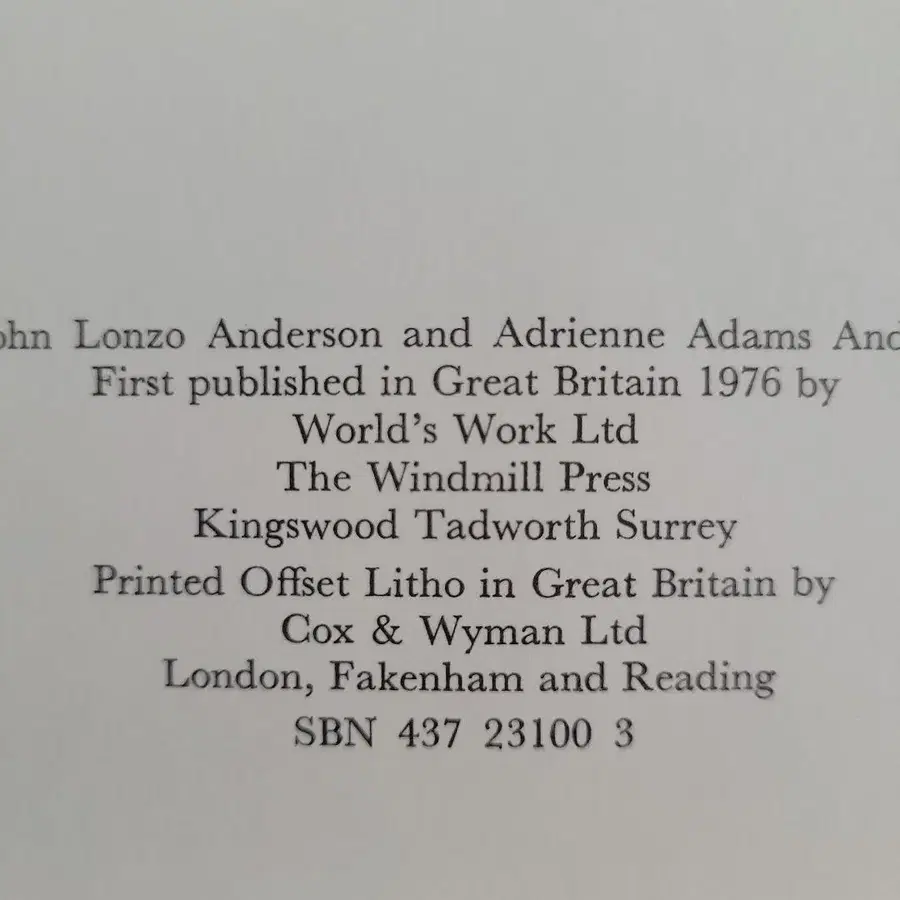 ohn Lonzo Anderson and Adrienne Adams And
First published in Great Britain 1976 by
World's Work Ltd
The Windmill Press
Kingswood Tadworth Surrey
Printed Offset Litho in Great Britain by
Cox & Wyman Ltd
London, Fakenham and Reading
SBN 437 23100 3